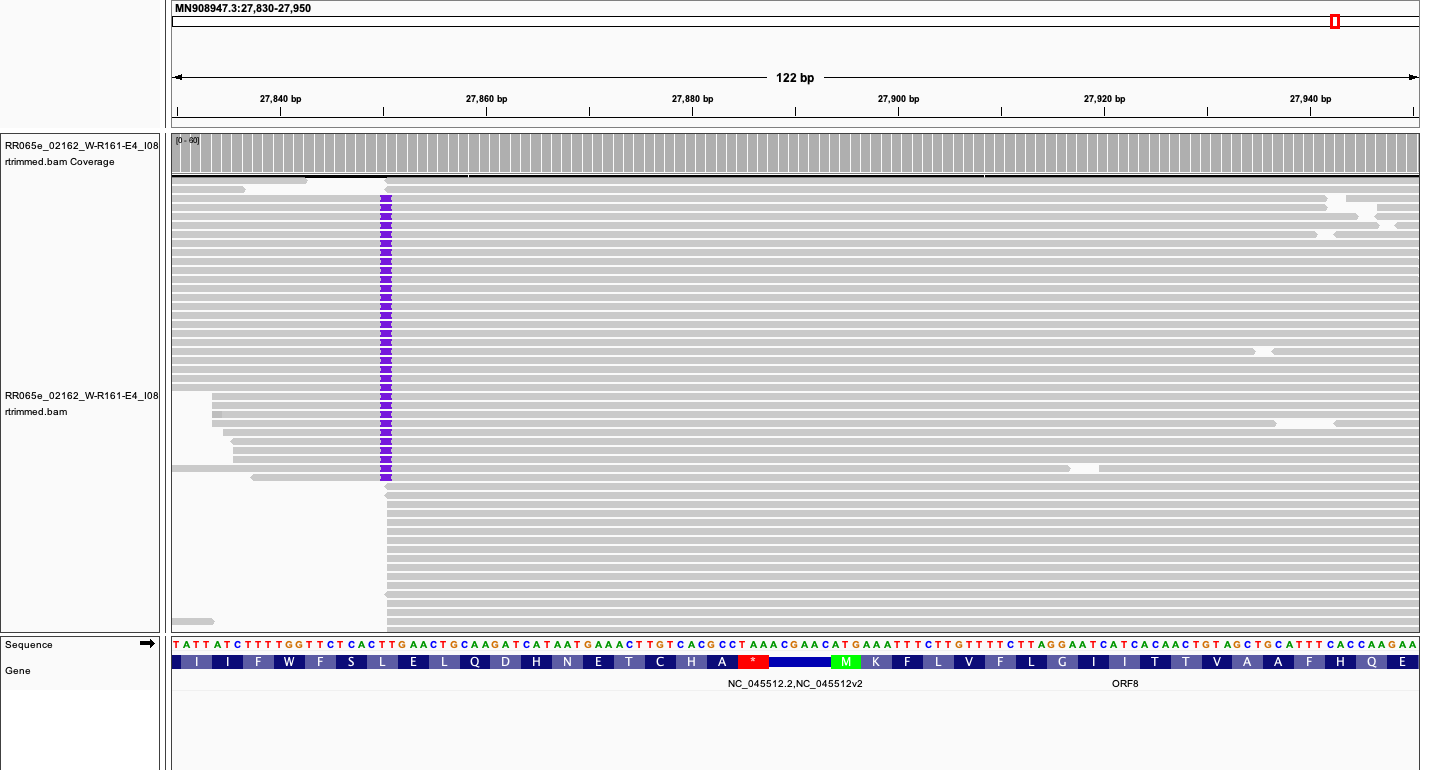 MN908947.3:27,830-27,950
122 bp
27,840 bp 27,860 bp 27,880 bp 27,900 bp 27,920 bp 27,940 bp
[0 - 60]
RR065e_02162_W-R161-E4_I08
rtrimmed.bam Coverage
RR065e_02162_W-R161-E4_I08
rtrimmed.bam
Sequence
TATTATCTTTTGGTTCTCACTTGAACTGCAAGATCATAATGAAACTTGTCACGCCTAAACGAACATGAAATTTCTTGTTTTCTTAGGAATCATCACAACTGTAGCTGCATTTCACCAAGAA
Gene
I I F W F S L E L Q D H N E T C H A * M K F L V F L G I I T T V A A F H Q E
NC_045512.2,NC_045512v2 ORF8